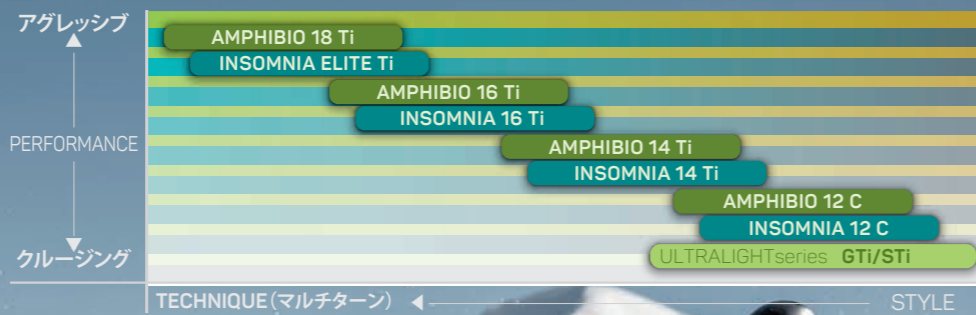 アグレッシブ
AMPHIBIO 18 Ti
INSOMNIA ELITE Ti
AMPHIBIO 16 Ti
INSOMNIA 16 Ti
PERFORMANCE
AMPHIBIO 14 Ti
INSOMNIA 14 Ti
AMPHIBIO 12 C
INSOMNIA 12 C
クルージング
ULTRALIGHTseries GTi/STi
TECHNIQUE(マルチターン)
STYLE